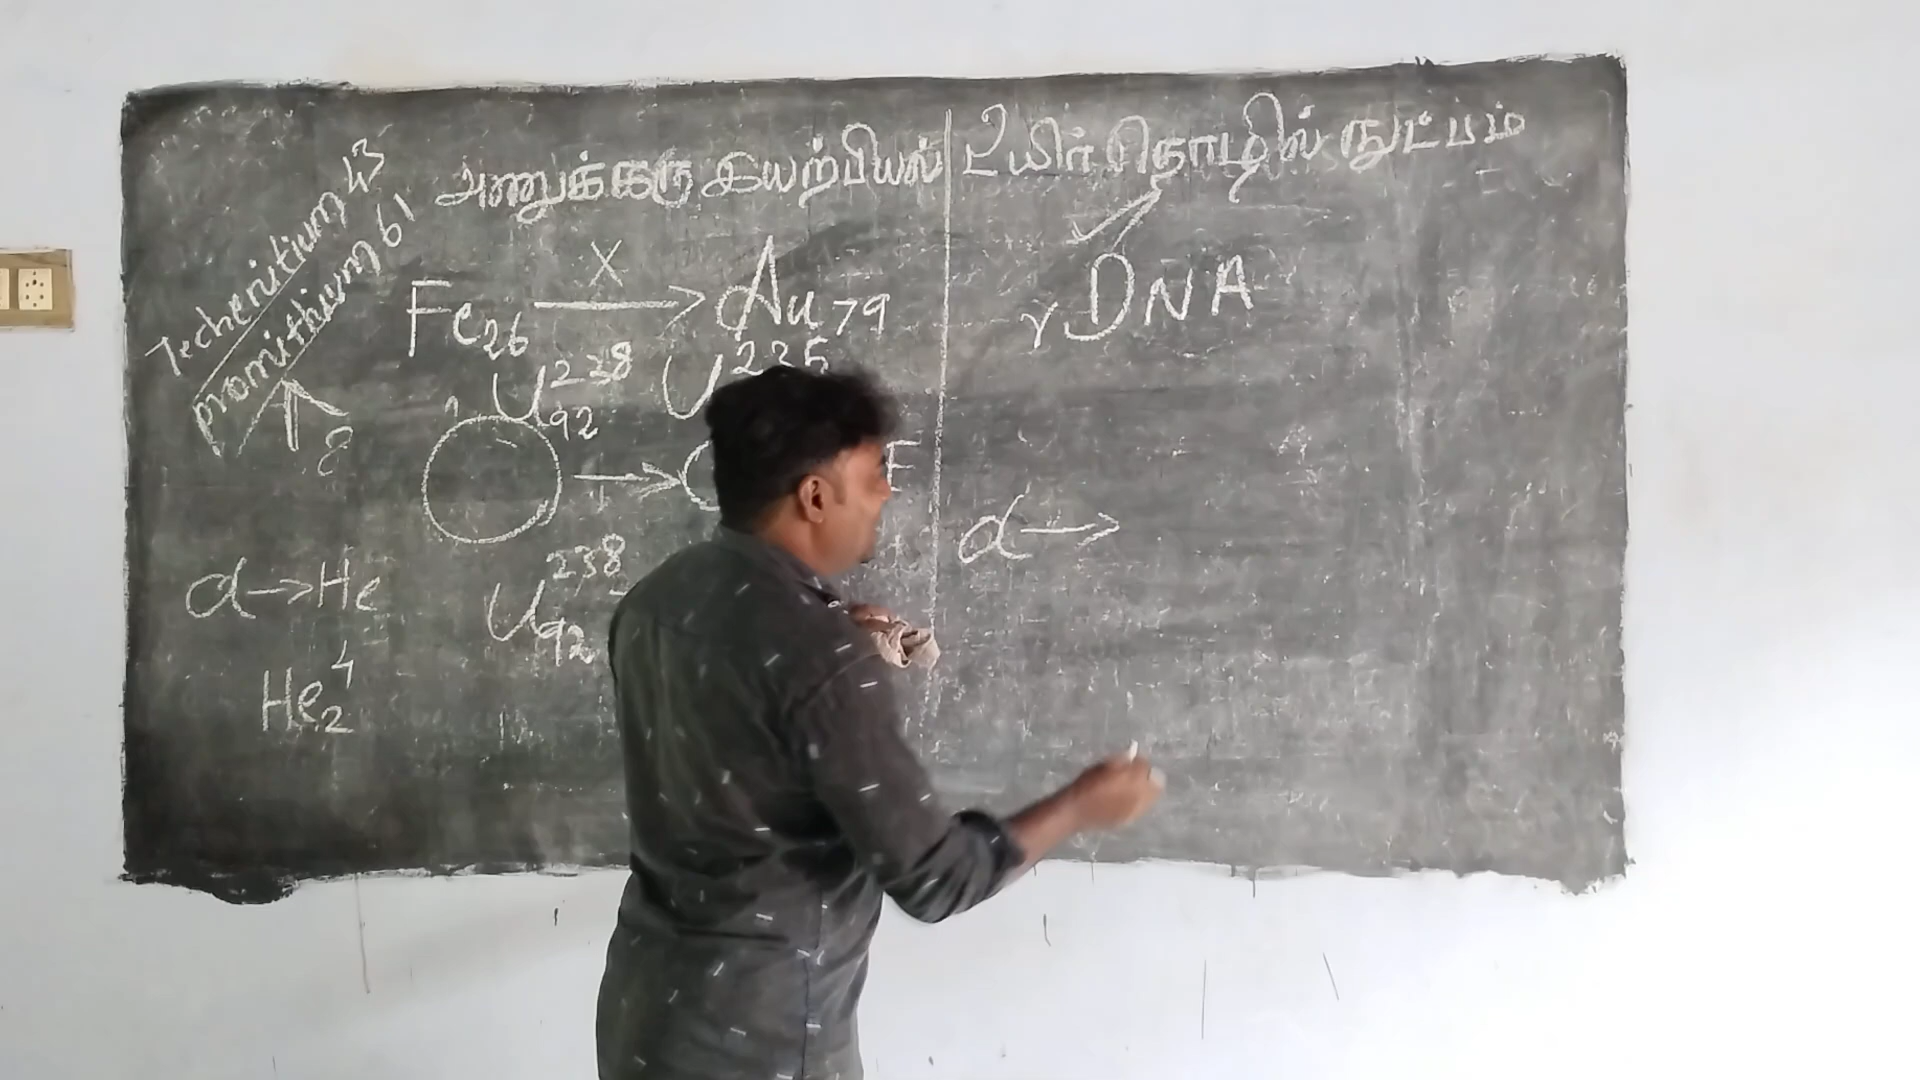 அணுக்கரு இயற்பியல்
உயிர் தொழில் நுட்பம்
Techenitium 43
promithium 61
Fe26 —X→ Au79
U92^238 U^235
→
α→He
He2^4
U92^238
γDNA
α→